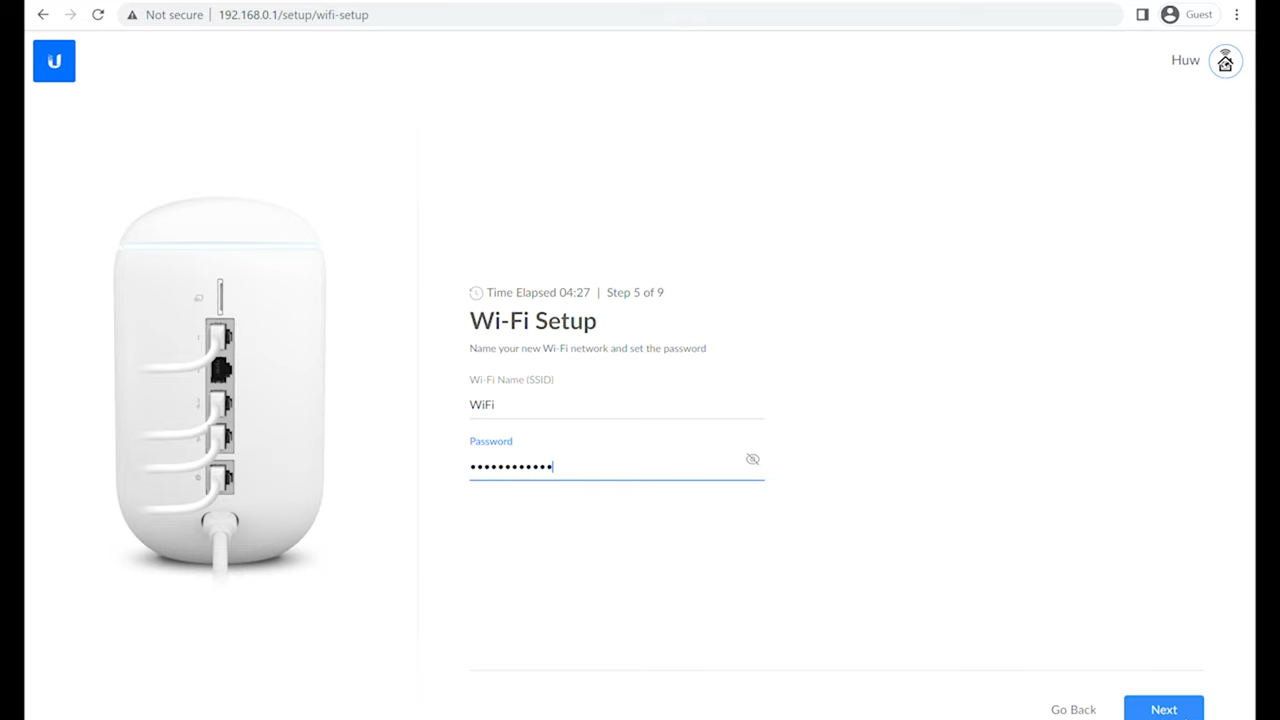 Not secure | 192.168.0.1/setup/wifi-setup
Guest
Huw
Time Elapsed 04:27 | Step 5 of 9
Wi-Fi Setup
Name your new Wi-Fi network and set the password
Wi-Fi Name (SSID)
WiFi
Password
••••••••••••
Go Back
Next